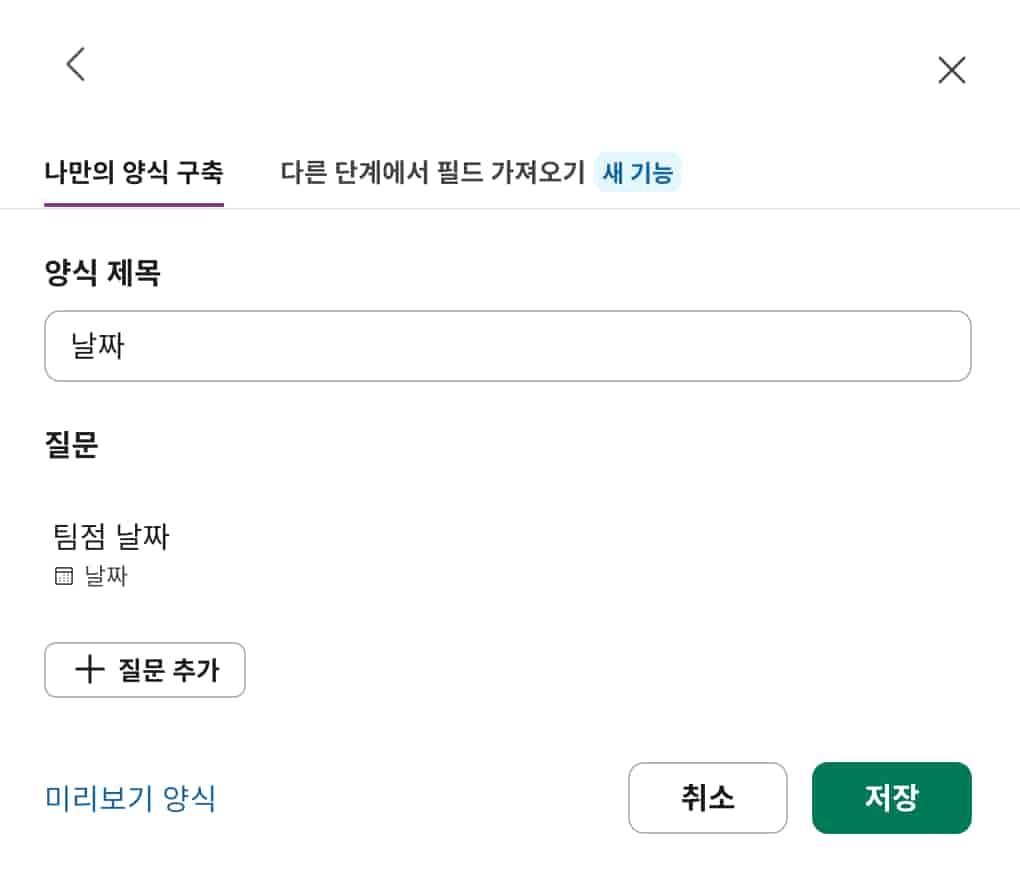 나만의 양식 구축 다른 단계에서 필드 가져오기 새 기능
양식 제목
날짜
질문
팀점 날짜
날짜
질문 추가
미리보기 양식 취소 저장